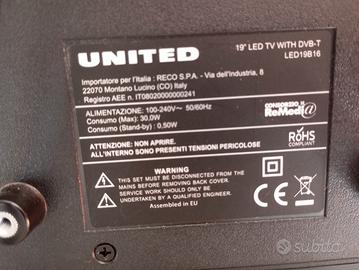 UNITED
19" LED TV WITH DVB-T
LED19B16
Importatore per l'Italia : RECO S.P.A. - Via dell'Industria, 8
22070 Montano Lucino (CO) Italy
Registro AEE n. IT08020000000241
ALIMENTAZIONE: 100-240V~ 50/60Hz
Consumo (Max): 30,0W
Consumo (Stand-by) : 0,50W
CONSORZIO
ReMedi@
ATTENZIONE: NON APRIRE.
ALL'INTERNO SONO PRESENTI TENSIONI PERICOLOSE
RoHS
COMPLIANT
WARNING
THIS SET MUST BE DISCONNECTED FROM THE
MAINS BEFORE REMOVING BACK COVER.
SERVICE WORK SHOULD ONLY BE
UNDERTAKEN BY A QUALIFIED ENGINEER.
Assembled in EU
CE
subito